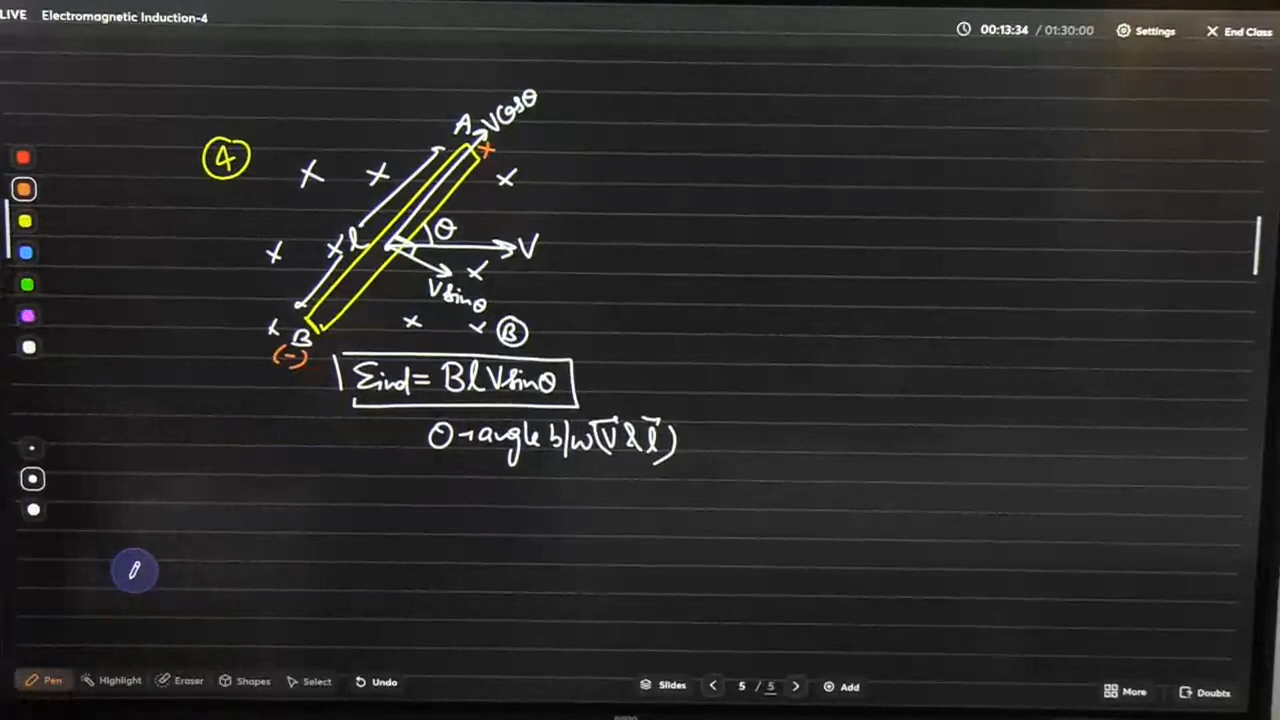 LIVE Electromagnetic Induction-4
00:13:34 / 01:30:00 Settings End Class
4
A Vcosθ
+
× × ×
θ
× × l V
×
Vsinθ
× × × B
B
(-)
Ɛind = BlVsinθ
θ → angle b/w (V & l)
Pen Highlight Eraser Shapes Select Undo Slides < 5 / 5 > Add More Doubts